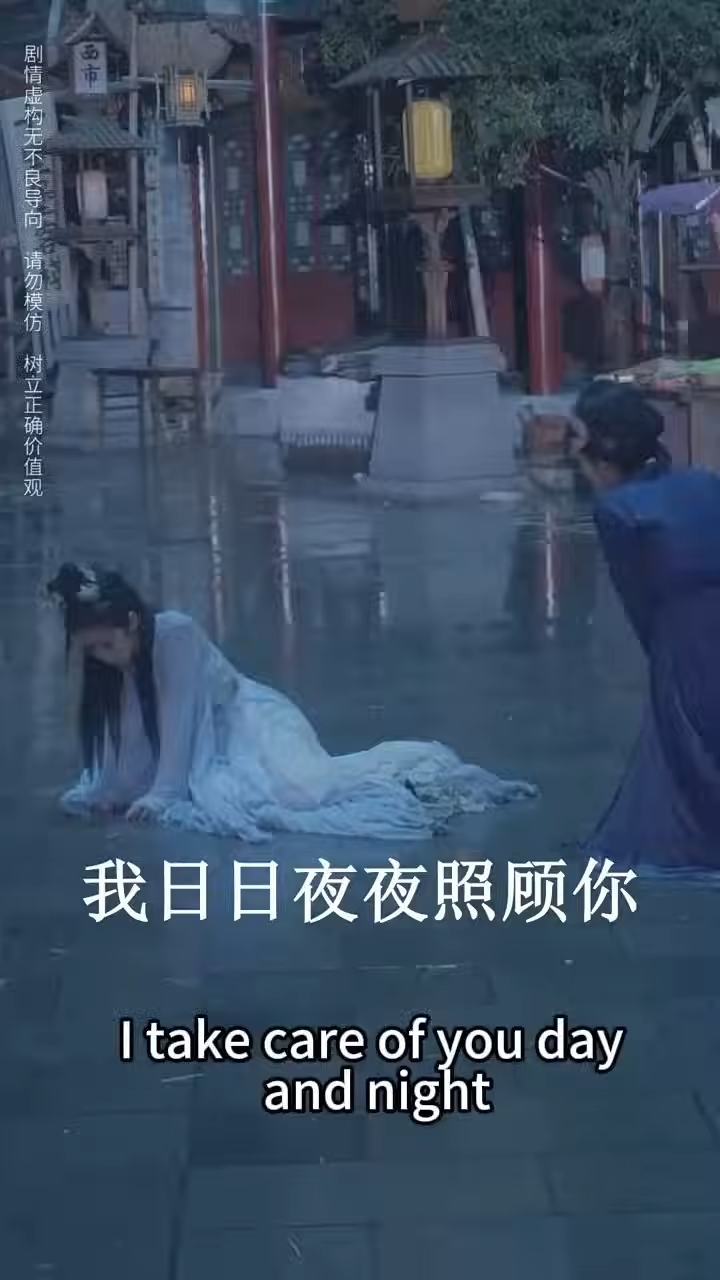 剧情虚构无不良导向 请勿模仿 树立正确价值观
西市
我日日夜夜照顾你
I take care of you day
and night